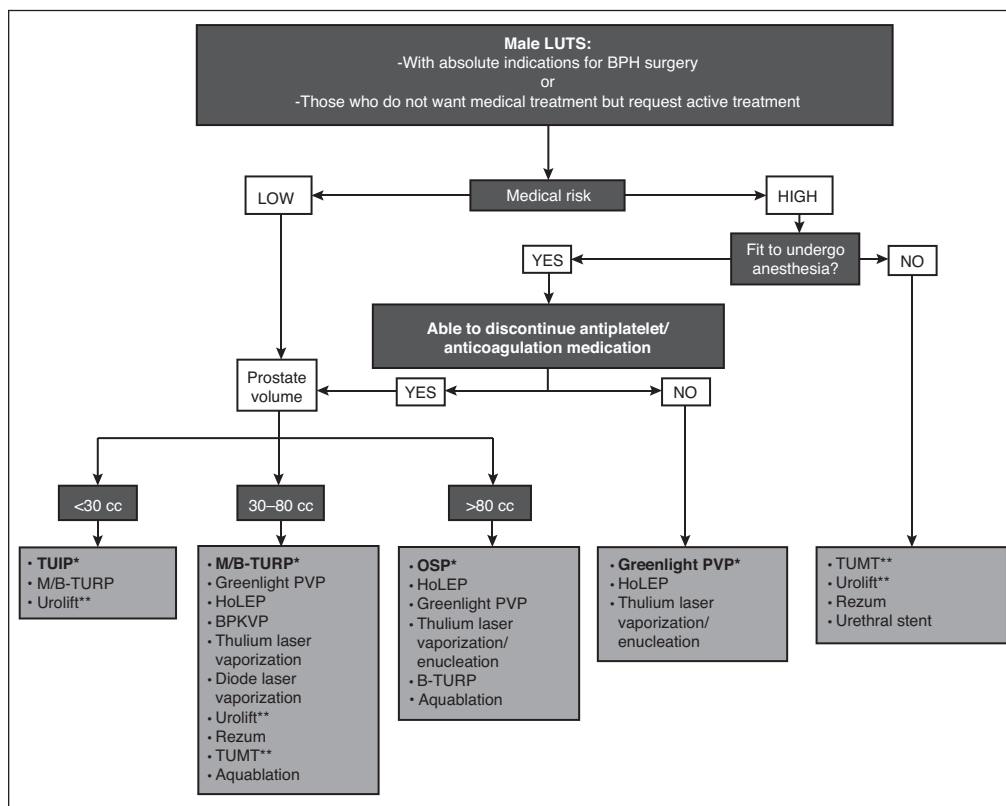 Male LUTS:
-With absolute indications for BPH surgery
or
-Those who do not want medical treatment but request active treatment
LOW
Medical risk
HIGH
YES
Fit to undergo
anesthesia?
NO
Able to discontinue antiplatelet/
anticoagulation medication
Prostate
volume
YES
NO
<30 cc
30–80 cc
>80 cc
• TUIP*
• M/B-TURP
• Urolift**
• M/B-TURP*
• Greenlight PVP
• HoLEP
• BPKVP
• Thulium laser
vaporization
• Diode laser
vaporization
• Urolift**
• Rezum
• TUMT**
• Aquablation
• OSP*
• HoLEP
• Greenlight PVP
• Thulium laser
vaporization/
enucleation
• B-TURP
• Aquablation
• Greenlight PVP*
• HoLEP
• Thulium laser
vaporization/
enucleation
• TUMT**
• Urolift**
• Rezum
• Urethral stent